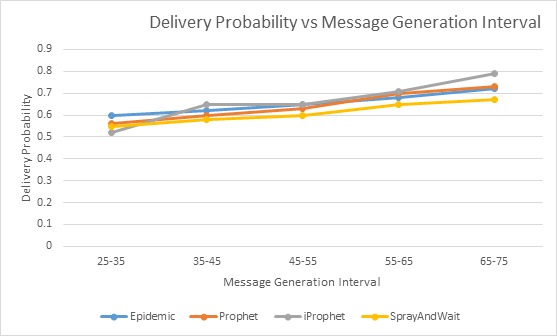 Delivery Probability vs Message Generation Interval
0.9
0.8
0.7
0.6
0.5
0.4
0.3
0.2
0.1
0
Delivery Probability
25-35 35-45 45-55 55-65 65-75
Message Generation Interval
Epidemic Prophet iProphet SprayAndWait